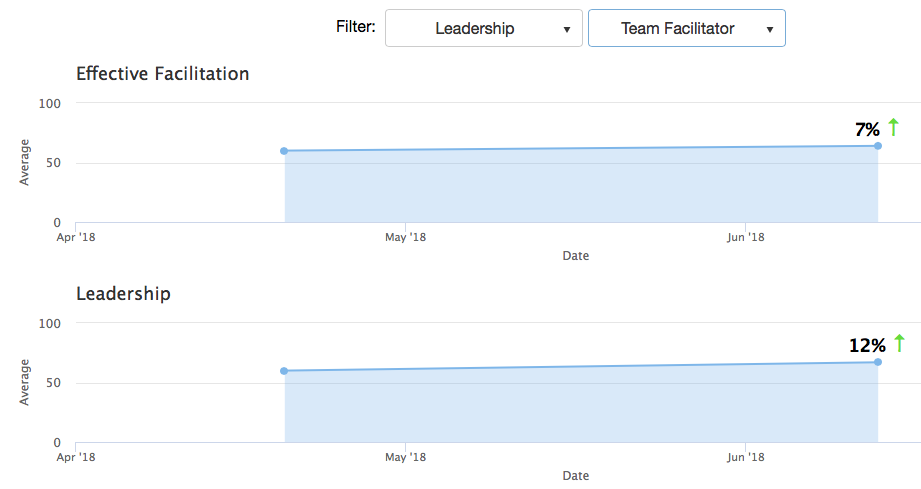 Filter: Leadership ▼ Team Facilitator ▼
Effective Facilitation
100
7% ↑
Average
50
0
Apr '18 May '18 Jun '18
Date
Leadership
100
12% ↑
Average
50
0
Apr '18 May '18 Jun '18
Date